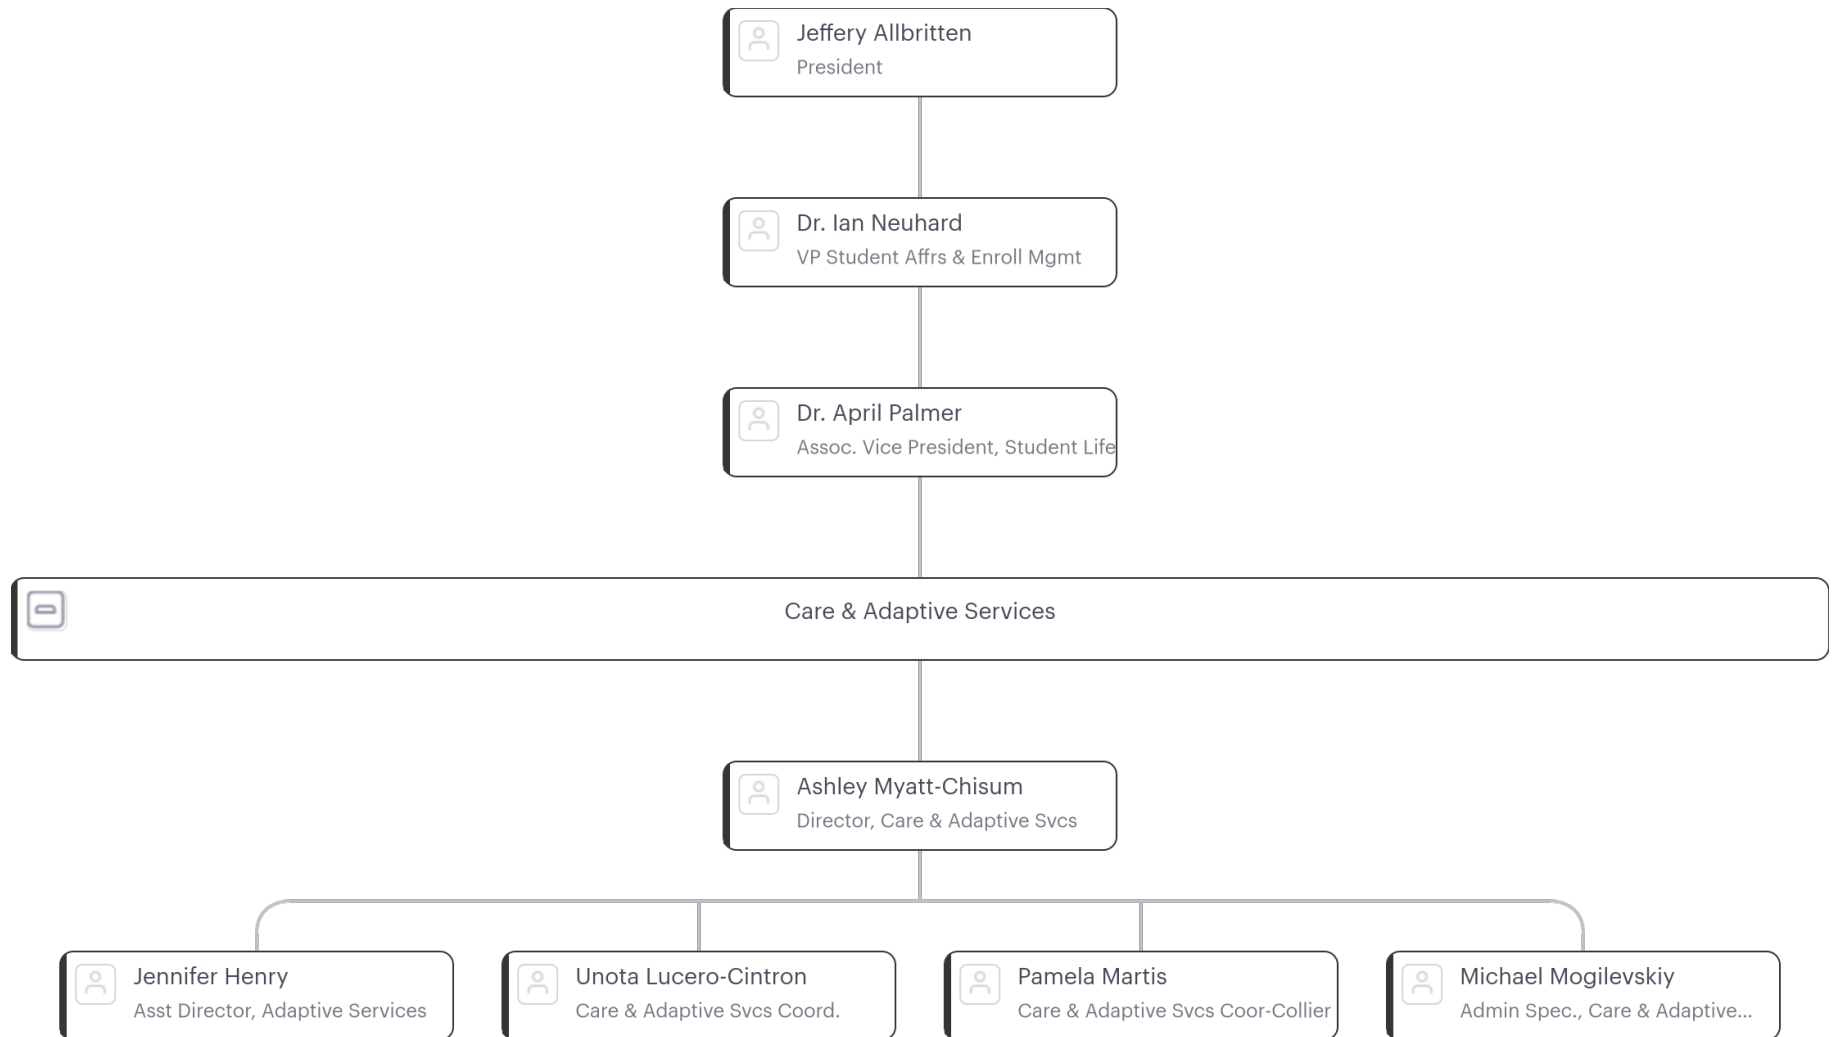 Jeffery Allbritten
President
Dr. Ian Neuhard
VP Student Affrs & Enroll Mgmt
Dr. April Palmer
Assoc. Vice President, Student Life
Care & Adaptive Services
Ashley Myatt-Chisum
Director, Care & Adaptive Svcs
Jennifer Henry
Asst Director, Adaptive Services
Unota Lucero-Cintron
Care & Adaptive Svcs Coord.
Pamela Martis
Care & Adaptive Svcs Coor-Collier
Michael Mogilevskiy
Admin Spec., Care & Adaptive...